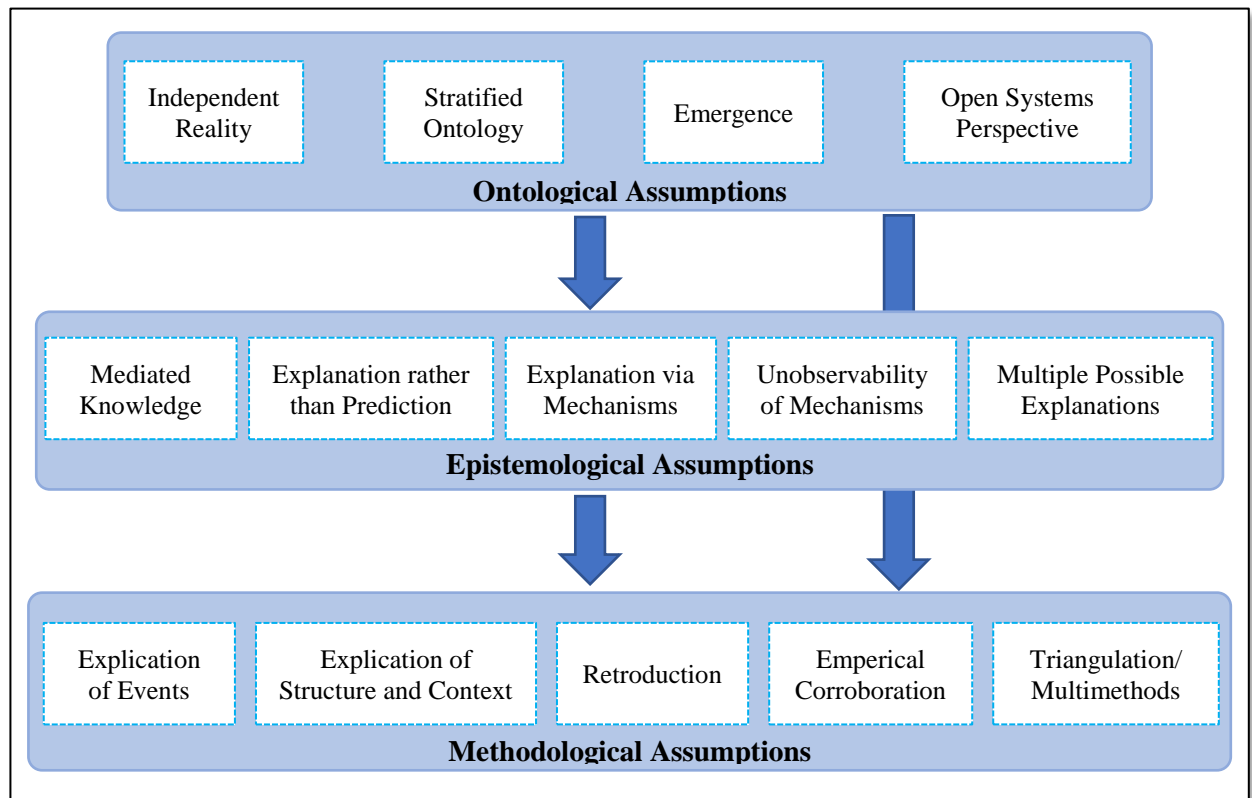 Independent
Reality
Stratified
Ontology
Emergence
Open Systems
Perspective
Ontological Assumptions
Mediated
Knowledge
Explanation rather
than Prediction
Explanation via
Mechanisms
Unobservability
of Mechanisms
Multiple Possible
Explanations
Epistemological Assumptions
Explication
of Events
Explication of
Structure and Context
Retroduction
Emperical
Corroboration
Triangulation/
Multimethods
Methodological Assumptions